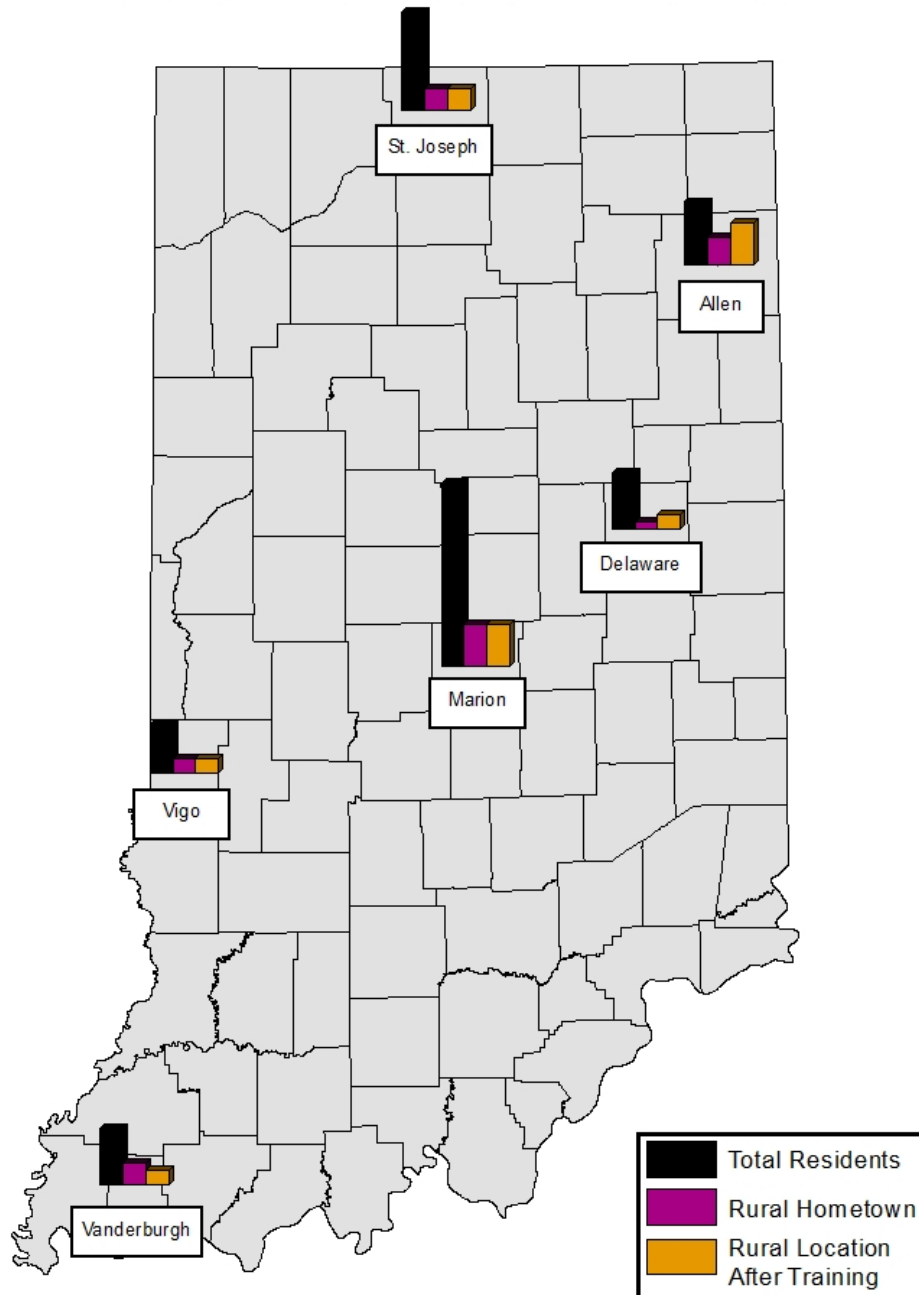 St. Joseph
Allen
Delaware
Marion
Vigo
Vanderburgh
Total Residents
Rural Hometown
Rural Location
After Training